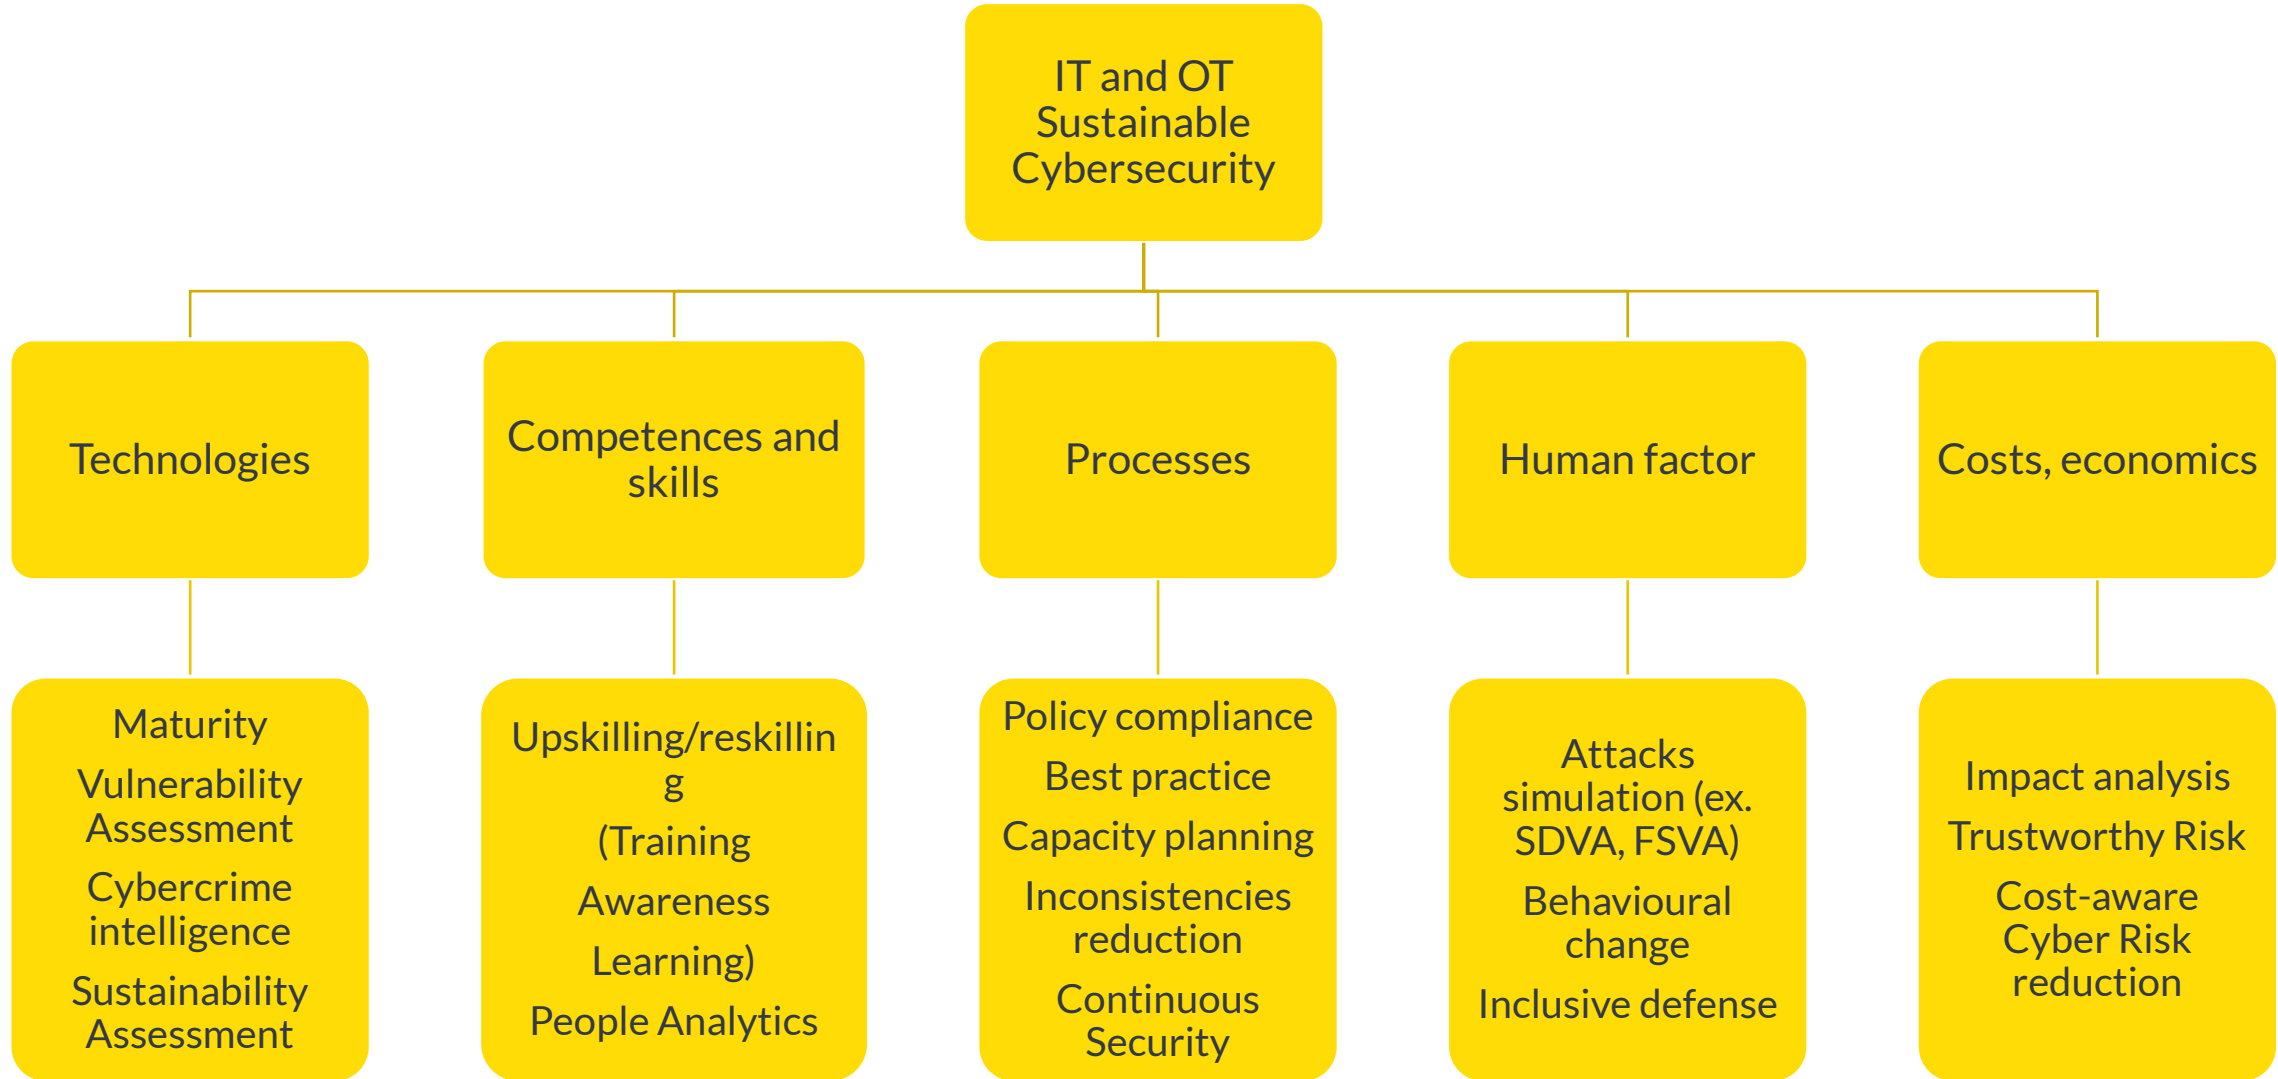 IT and OT
Sustainable
Cybersecurity
Technologies
Competences and
skills
Processes
Human factor
Costs, economics
Maturity
Vulnerability
Assessment
Cybercrime
intelligence
Sustainability
Assessment
Upskilling/reskillin
g
(Training
Awareness
Learning)
People Analytics
Policy compliance
Best practice
Capacity planning
Inconsistencies
reduction
Continuous
Security
Attacks
simulation (ex.
SDVA, FSVA)
Behavioural
change
Inclusive defense
Impact analysis
Trustworthy Risk
Cost-aware
Cyber Risk
reduction